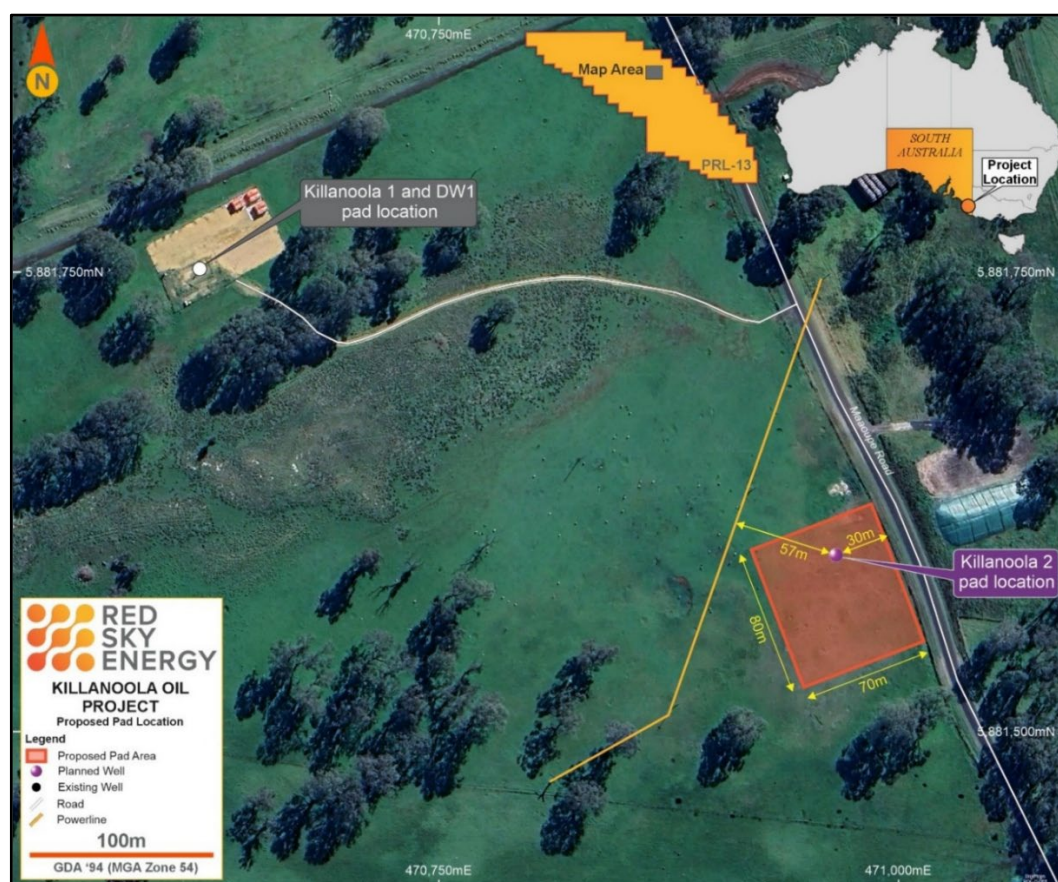 470,750mE
N
Map Area
PRL-13
SOUTH
AUSTRALIA
Project
Location
Killanoola 1 and DW1
pad location
5,881,750mN
5,881,750mN
Maaoupe Road
57m
30m
Killanoola 2
pad location
80m
70m
5,881,500mN
RED
SKY
ENERGY
KILLANOOLA OIL
PROJECT
Proposed Pad Location
Legend
Proposed Pad Area
Planned Well
Existing Well
Road
Powerline
100m
GDA '94 (MGA Zone 54)
470,750mE
471,000mE